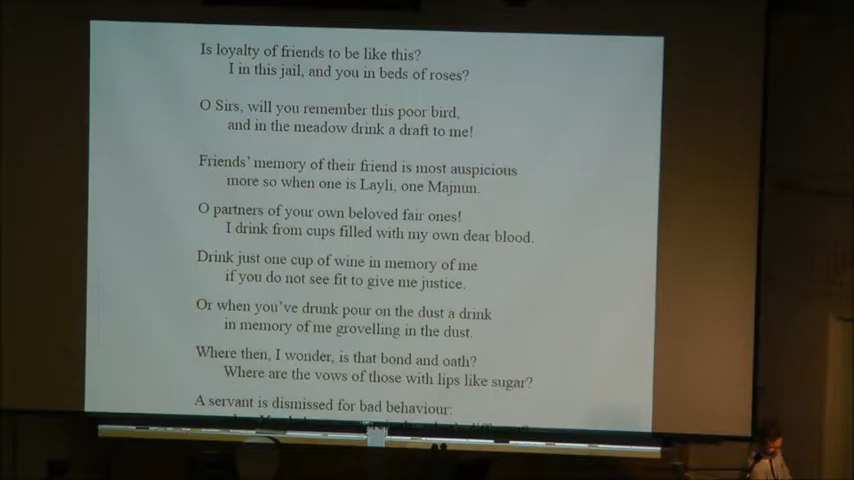 Is loyalty of friends to be like this?
I in this jail, and you in beds of roses?
O Sirs, will you remember this poor bird,
and in the meadow drink a draft to me!
Friends' memory of their friend is most auspicious
more so when one is Layli, one Majnun.
O partners of your own beloved fair ones!
I drink from cups filled with my own dear blood.
Drink just one cup of wine in memory of me
if you do not see fit to give me justice.
Or when you've drunk pour on the dust a drink
in memory of me grovelling in the dust.
Where then, I wonder, is that bond and oath?
Where are the vows of those with lips like sugar?
A servant is dismissed for bad behaviour: